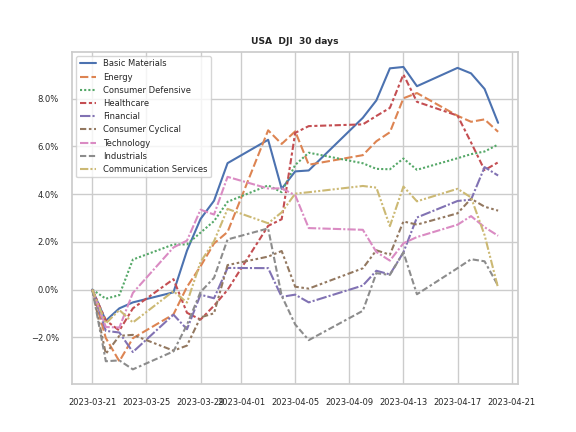 USA DJI 30 days
Basic Materials
Energy
Consumer Defensive
Healthcare
Financial
Consumer Cyclical
Technology
Industrials
Communication Services
8.0%
6.0%
4.0%
2.0%
0.0%
−2.0%
2023-03-21 2023-03-25 2023-03-29 2023-04-01 2023-04-05 2023-04-09 2023-04-13 2023-04-17 2023-04-21